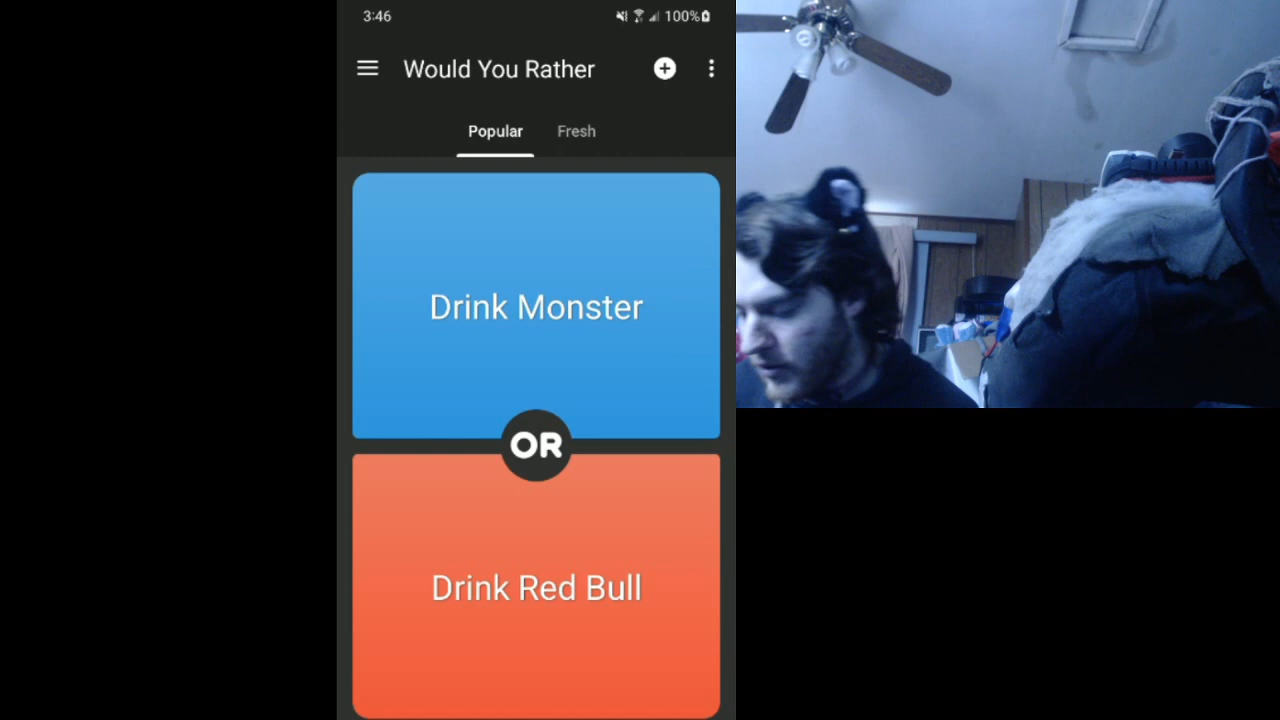 3:46
100%
Would You Rather
Popular
Fresh
Drink Monster
OR
Drink Red Bull